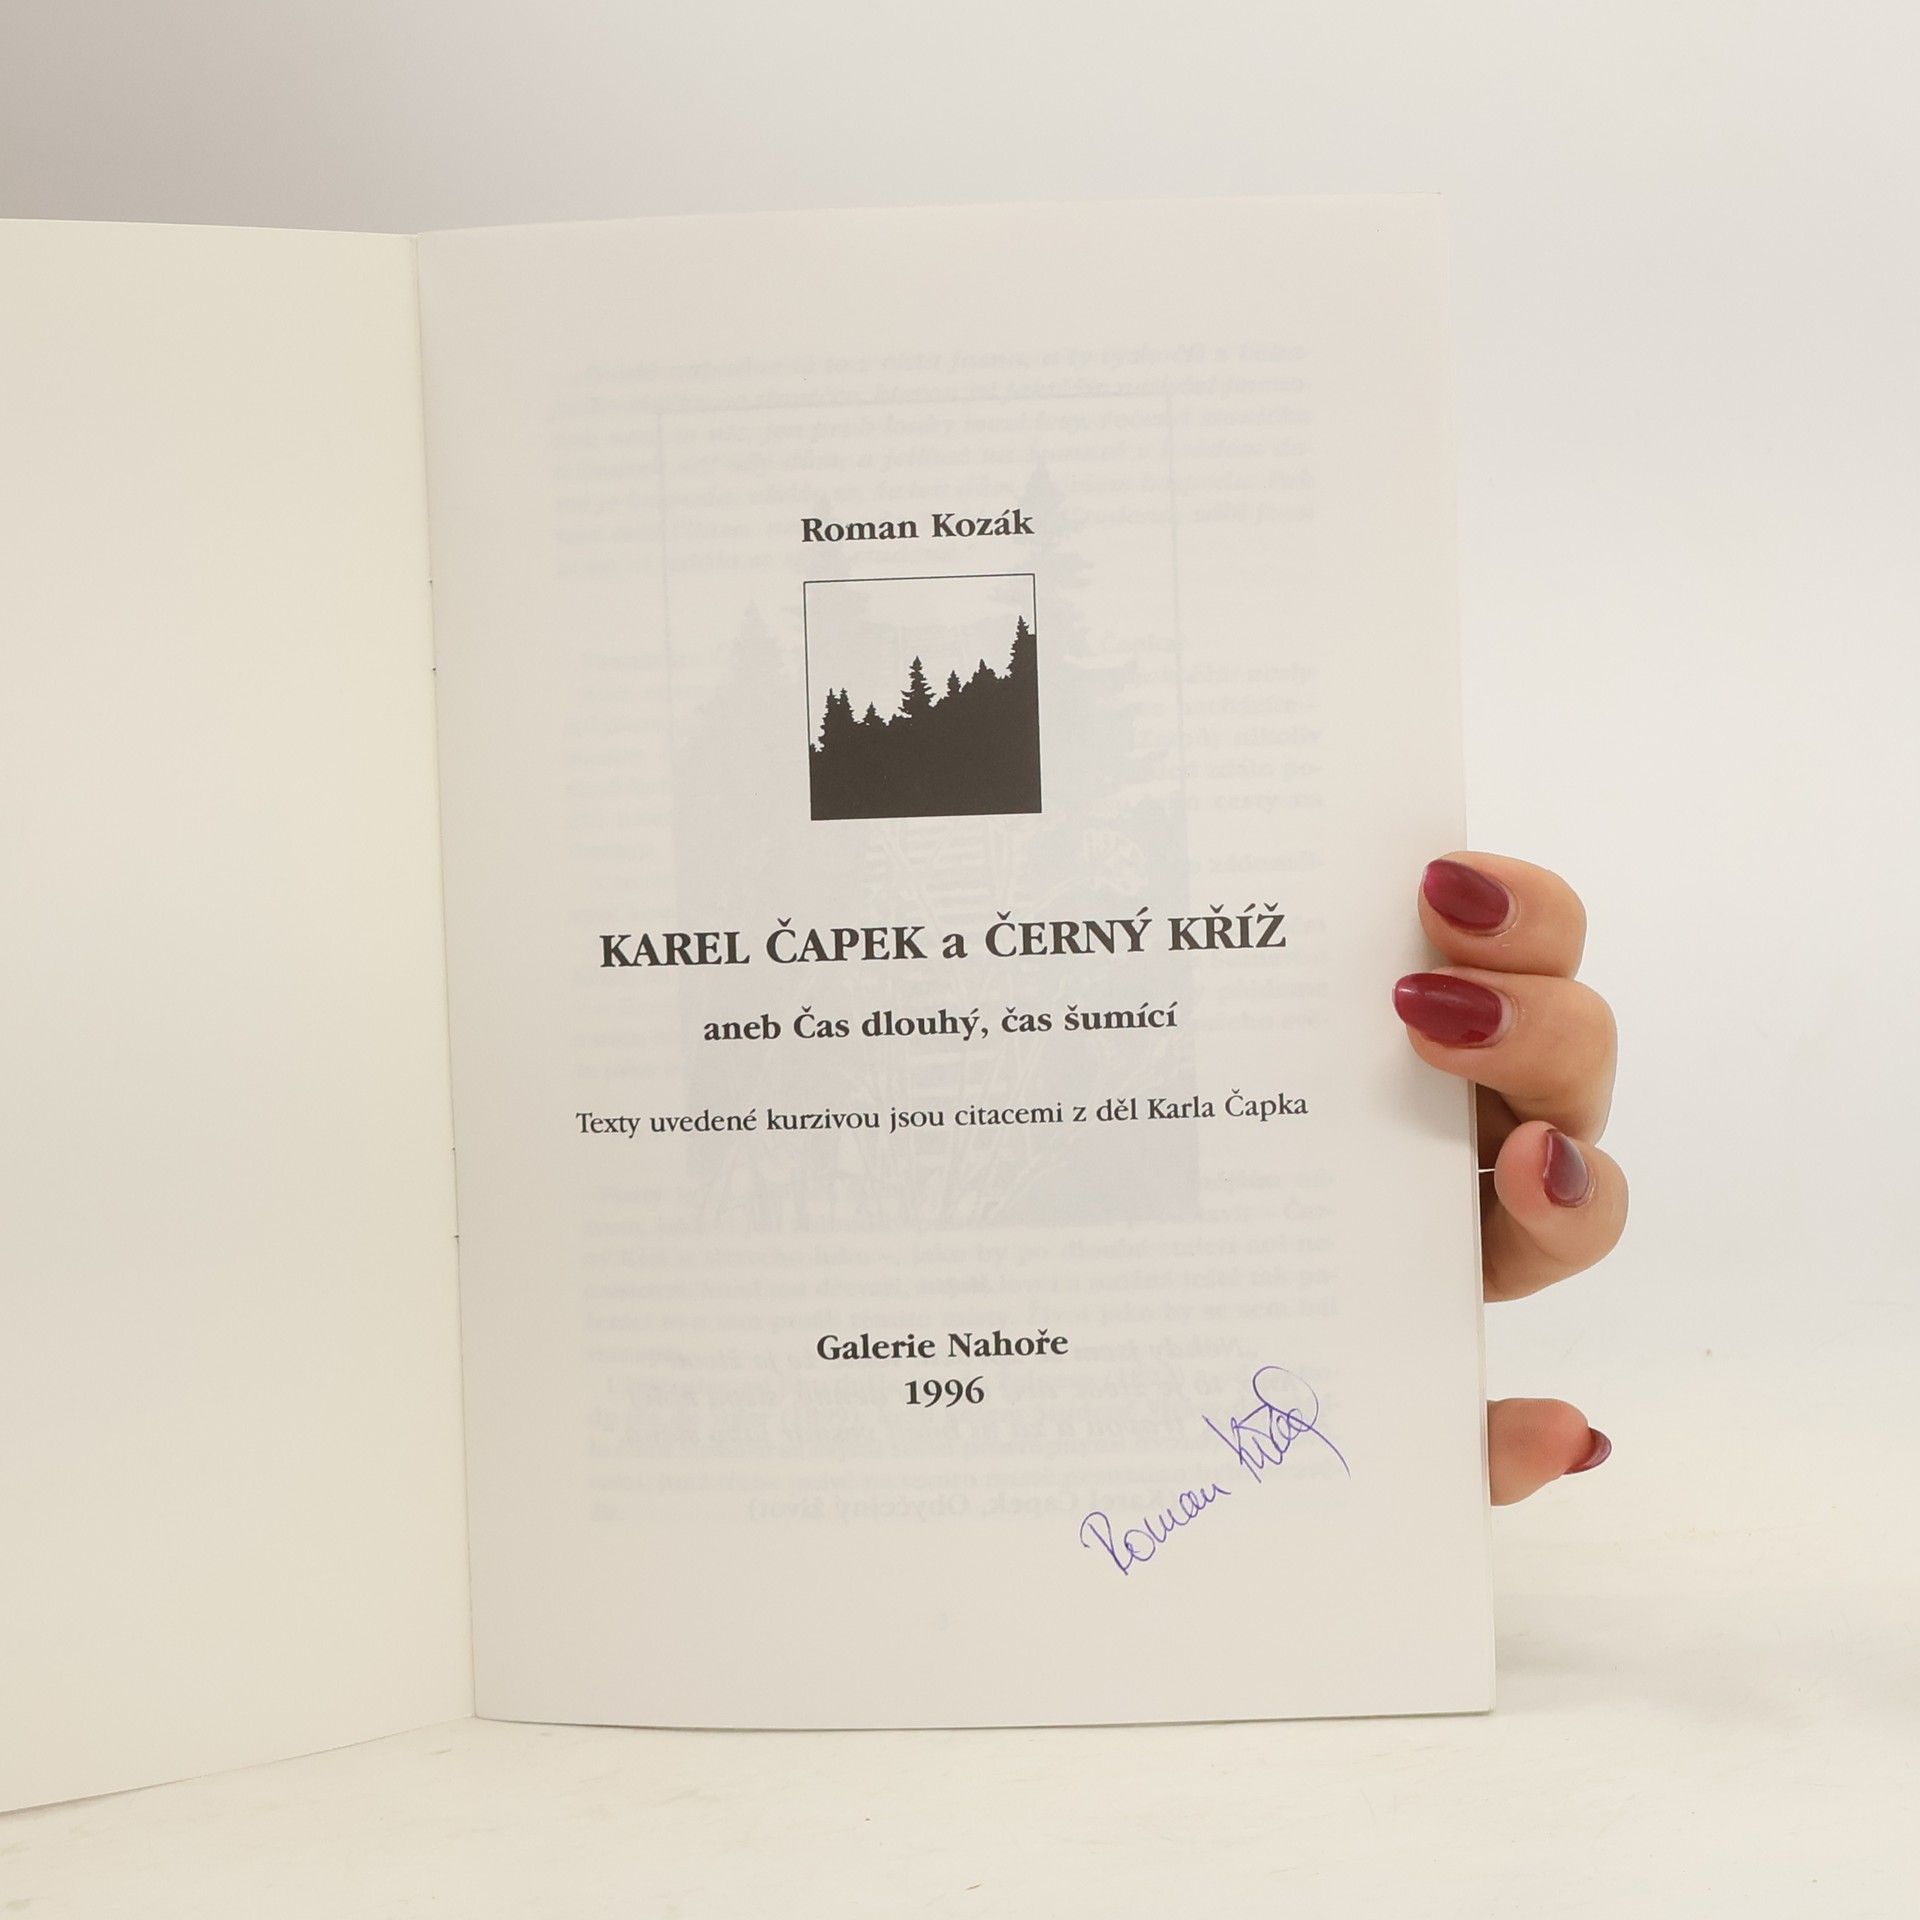 Roman Kozák
KAREL ČAPEK a ČERNÝ KŘÍŽ
aneb Čas dlouhý, čas šumící
Texty uvedené kurzivou jsou citacemi z děl Karla Čapka
Galerie Nahoře
1996
Roman Kozák